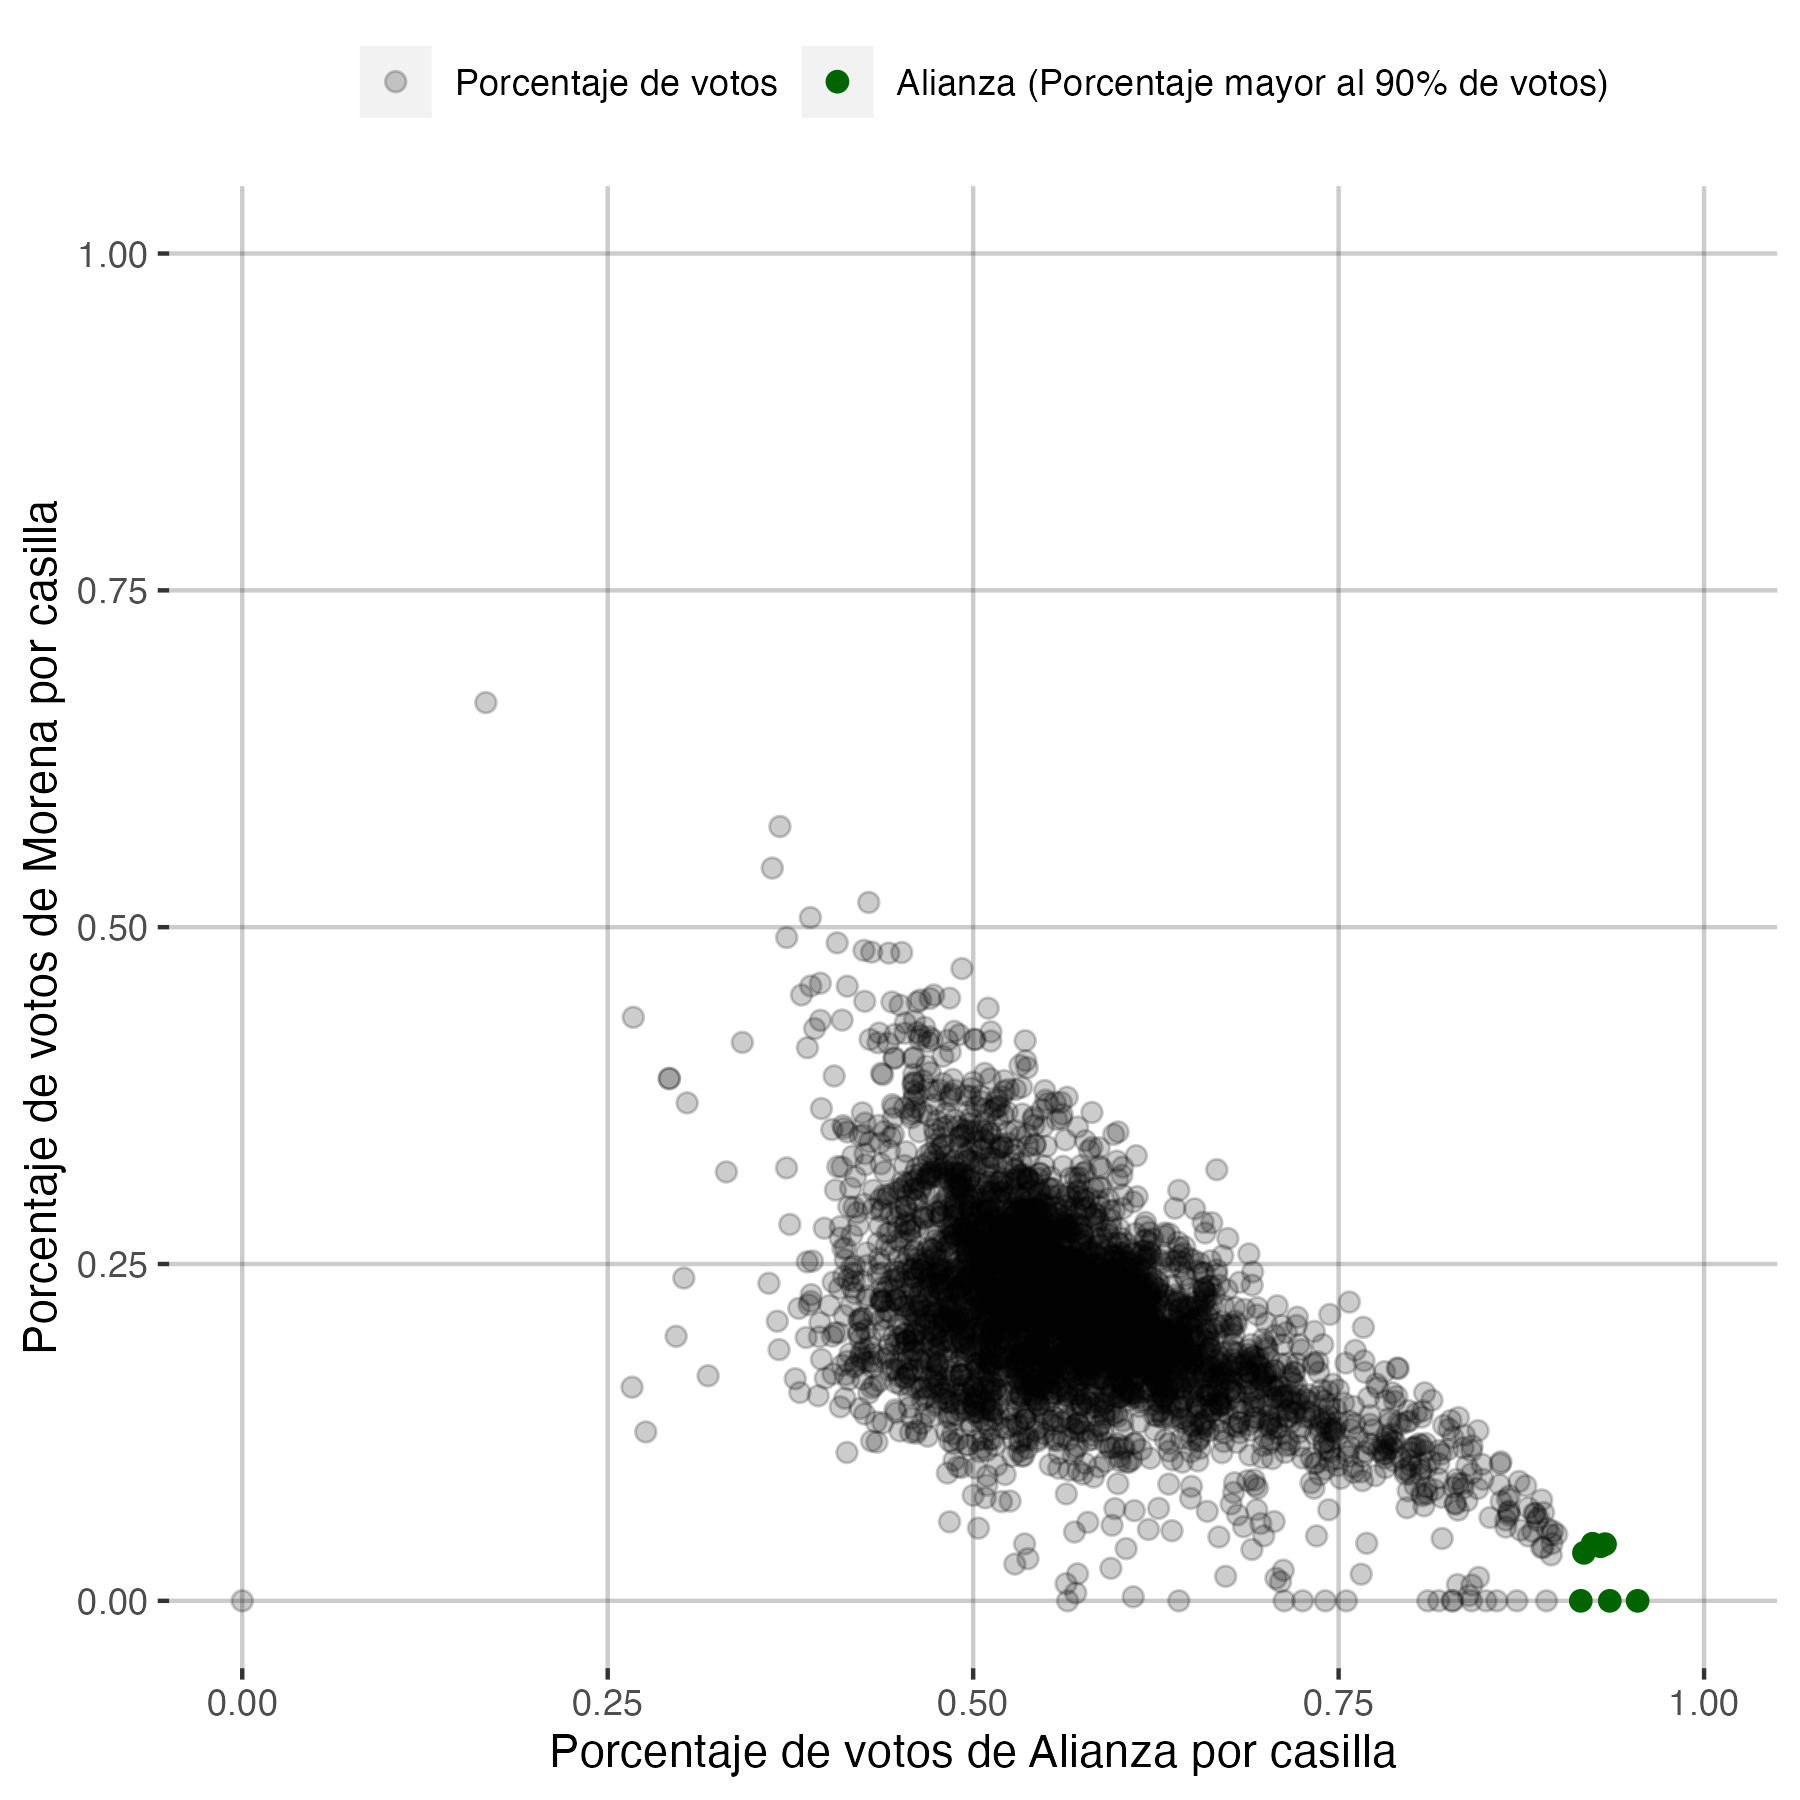 Porcentaje de votos
Alianza (Porcentaje mayor al 90% de votos)
Porcentaje de votos de Morena por casilla
1.00
0.75
0.50
0.25
0.00
0.00 0.25 0.50 0.75 1.00
Porcentaje de votos de Alianza por casilla